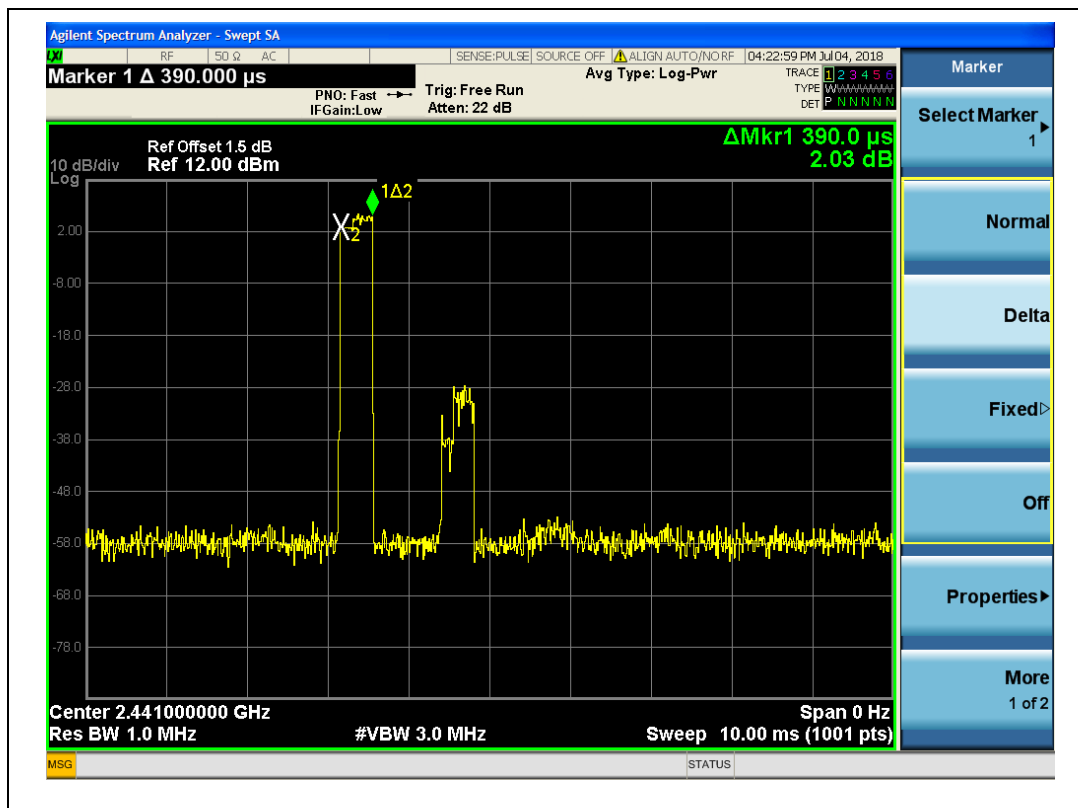 Agilent Spectrum Analyzer - Swept SA
LXI RF 50 Ω AC SENSE:PULSE SOURCE OFF ALIGN AUTO/NO RF 04:22:59 PM Jul 04, 2018
Marker 1 Δ 390.000 µs
PNO: Fast
IFGain:Low
Trig: Free Run
Atten: 22 dB
Avg Type: Log-Pwr
TRACE 1 2 3 4 5 6
TYPE WWWWWW
DET P N N N N N
ΔMkr1 390.0 µs
2.03 dB
Ref Offset 1.5 dB
10 dB/div Ref 12.00 dBm
Log
1Δ2
X2
2.00
-8.00
-18.0
-28.0
-38.0
-48.0
-58.0
-68.0
-78.0
Center 2.441000000 GHz Span 0 Hz
Res BW 1.0 MHz #VBW 3.0 MHz Sweep 10.00 ms (1001 pts)
MSG STATUS
Marker
Select Marker
1
Normal
Delta
Fixed
Off
Properties
More
1 of 2